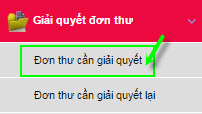 Giải quyết đơn thư
Đơn thư cần giải quyết
Đơn thư cần giải quyết lại